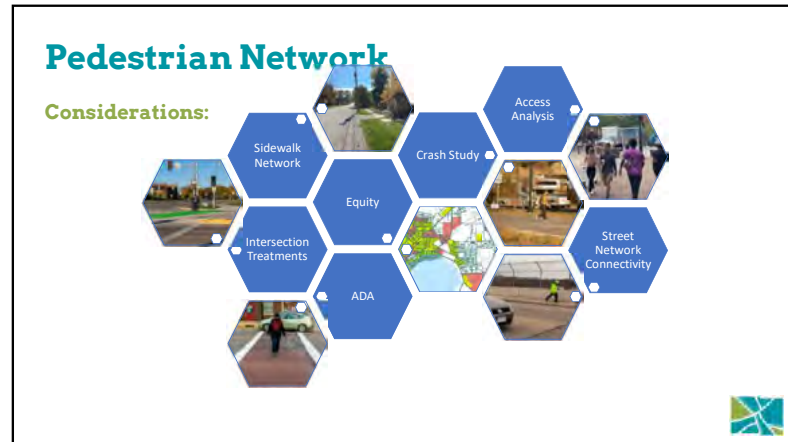 Pedestrian Network
Considerations:
Sidewalk
Network
Equity
Crash Study
Access
Analysis
Intersection
Treatments
ADA
Street
Network
Connectivity